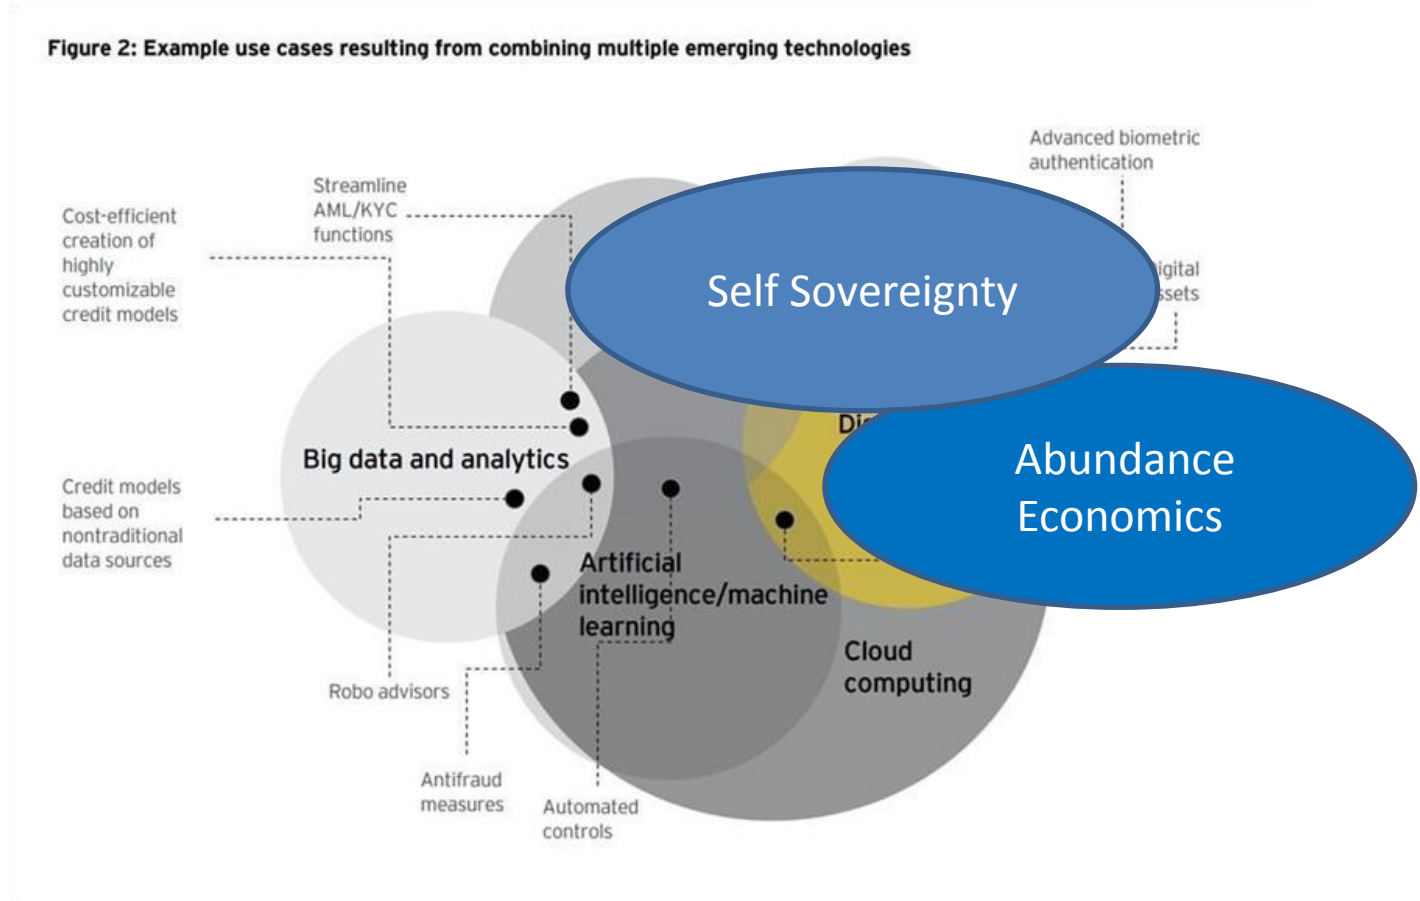 Figure 2: Example use cases resulting from combining multiple emerging technologies
Advanced biometric
authentication
Streamline
AML/KYC
functions
Cost-efficient
creation of
highly
customizable
credit models
Self Sovereignty
Big data and analytics
Abundance
Economics
Credit models
based on
nontraditional
data sources
Artificial
intelligence/machine
learning
Cloud
computing
Robo advisors
Antifraud
measures
Automated
controls